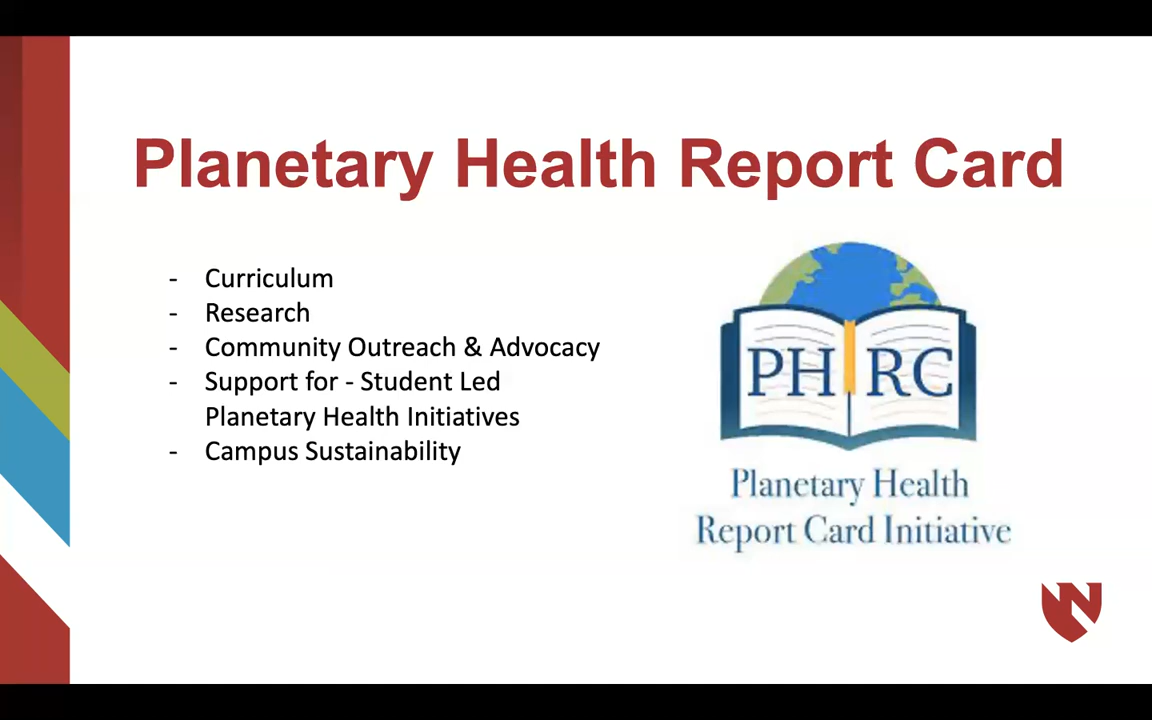 Planetary Health Report Card
- Curriculum
- Research
- Community Outreach & Advocacy
- Support for - Student Led
Planetary Health Initiatives
- Campus Sustainability
PH RC
Planetary Health
Report Card Initiative
N